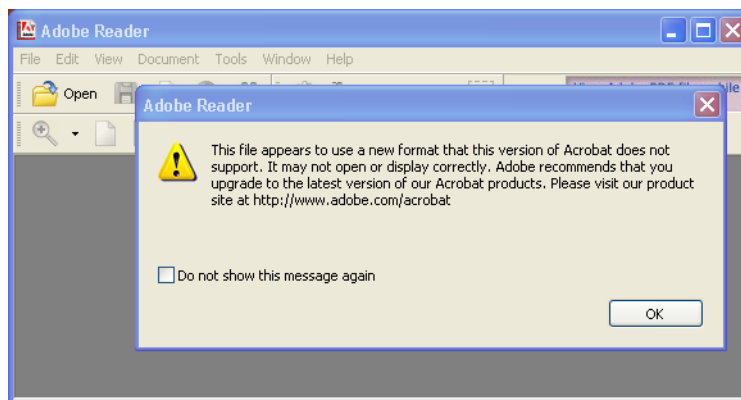 Adobe Reader
File Edit View Document Tools Window Help
Open
Adobe Reader
This file appears to use a new format that this version of Acrobat does not
support. It may not open or display correctly. Adobe recommends that you
upgrade to the latest version of our Acrobat products. Please visit our product
site at http://www.adobe.com/acrobat
Do not show this message again
OK